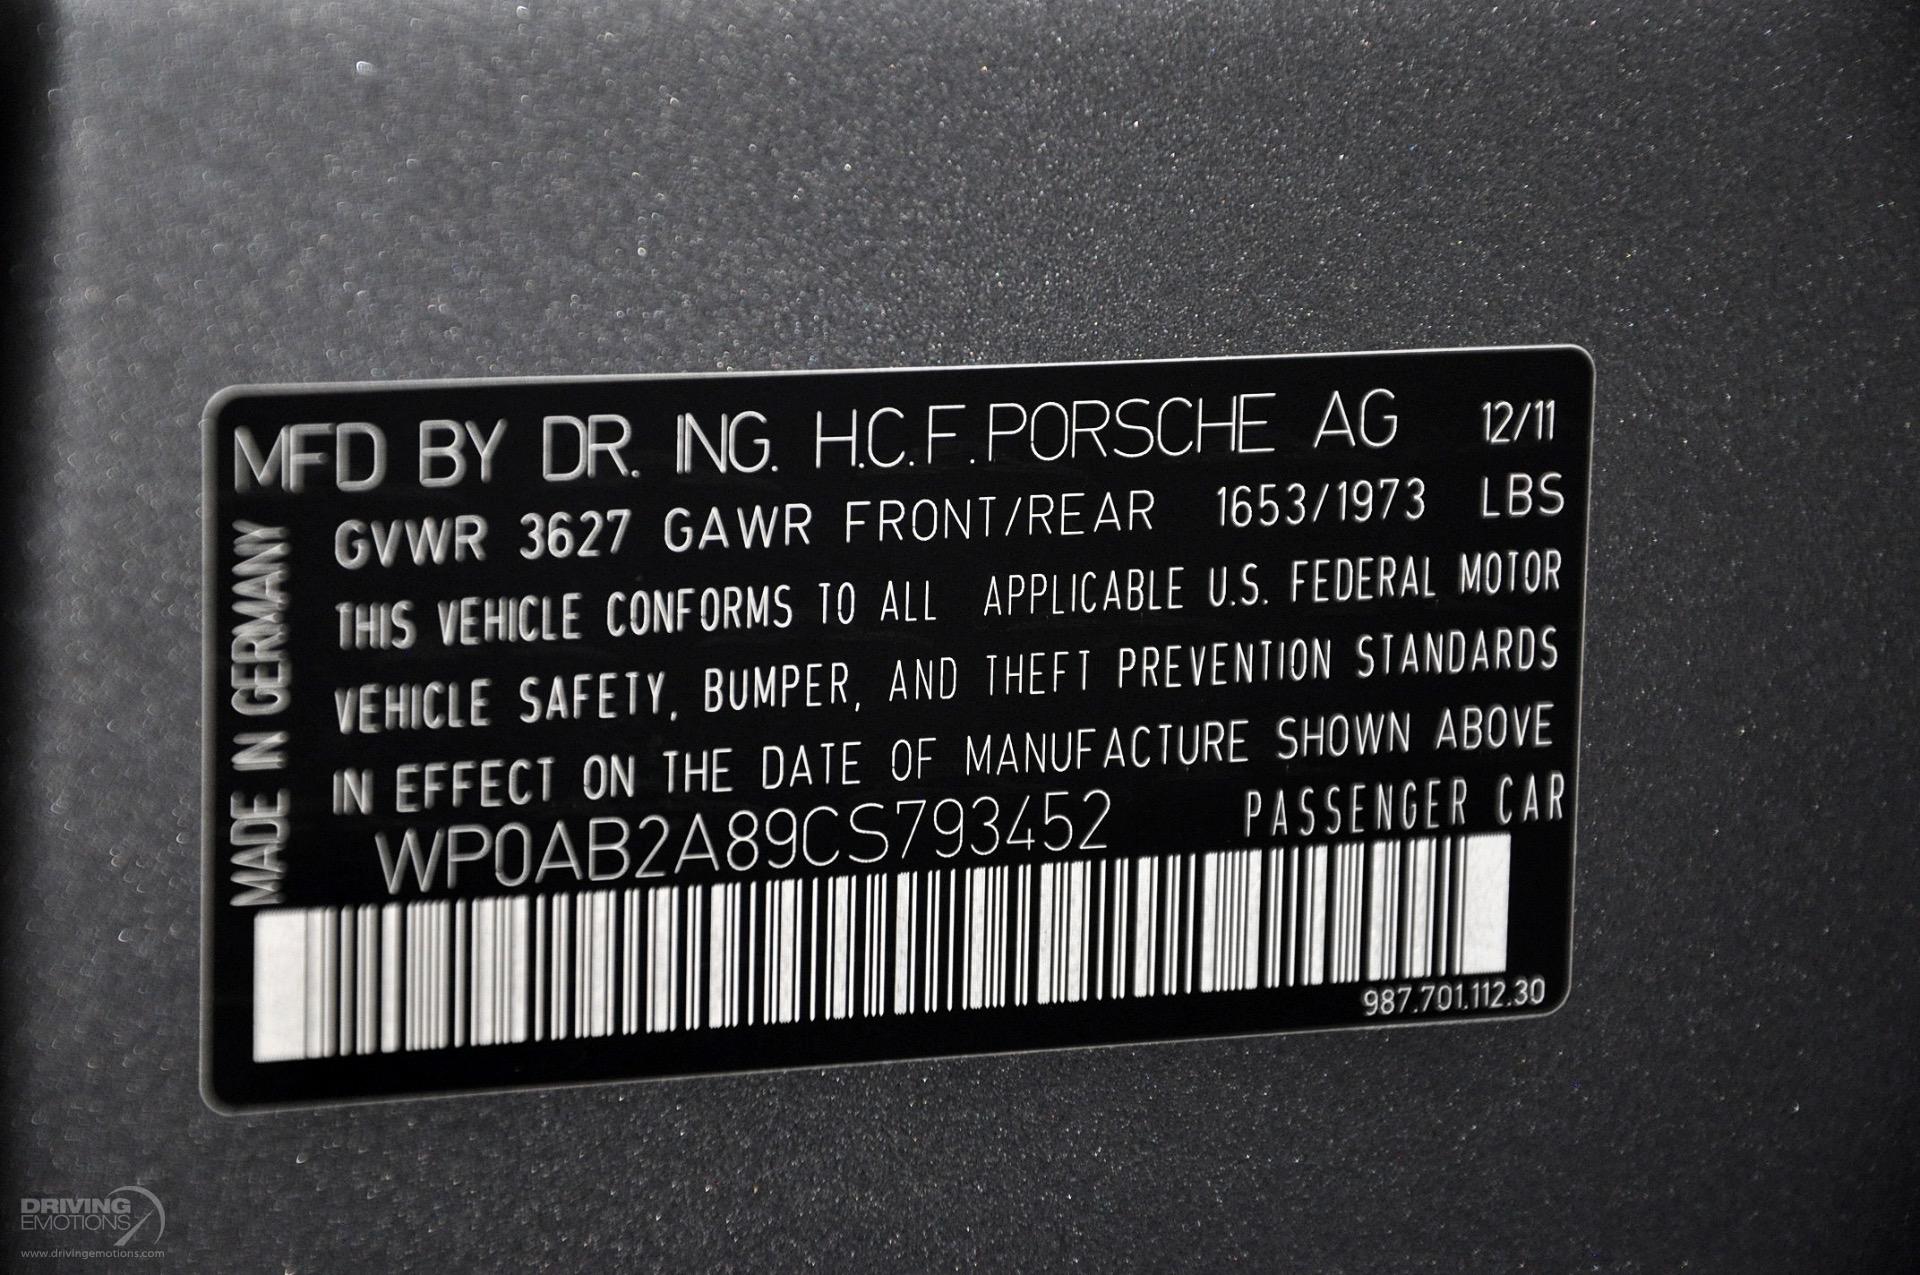 MFD BY DR. ING. H.C.F. PORSCHE AG 12/11
GVWR 3627 GAWR FRONT/REAR 1653/1973 LBS
THIS VEHICLE CONFORMS TO ALL APPLICABLE U.S. FEDERAL MOTOR
VEHICLE SAFETY, BUMPER, AND THEFT PREVENTION STANDARDS
IN EFFECT ON THE DATE OF MANUFACTURE SHOWN ABOVE
WP0AB2A89CS793452 PASSENGER CAR
MADE IN GERMANY
987.701.112.30
DRIVING
EMOTIONS
www.drivingemotions.com